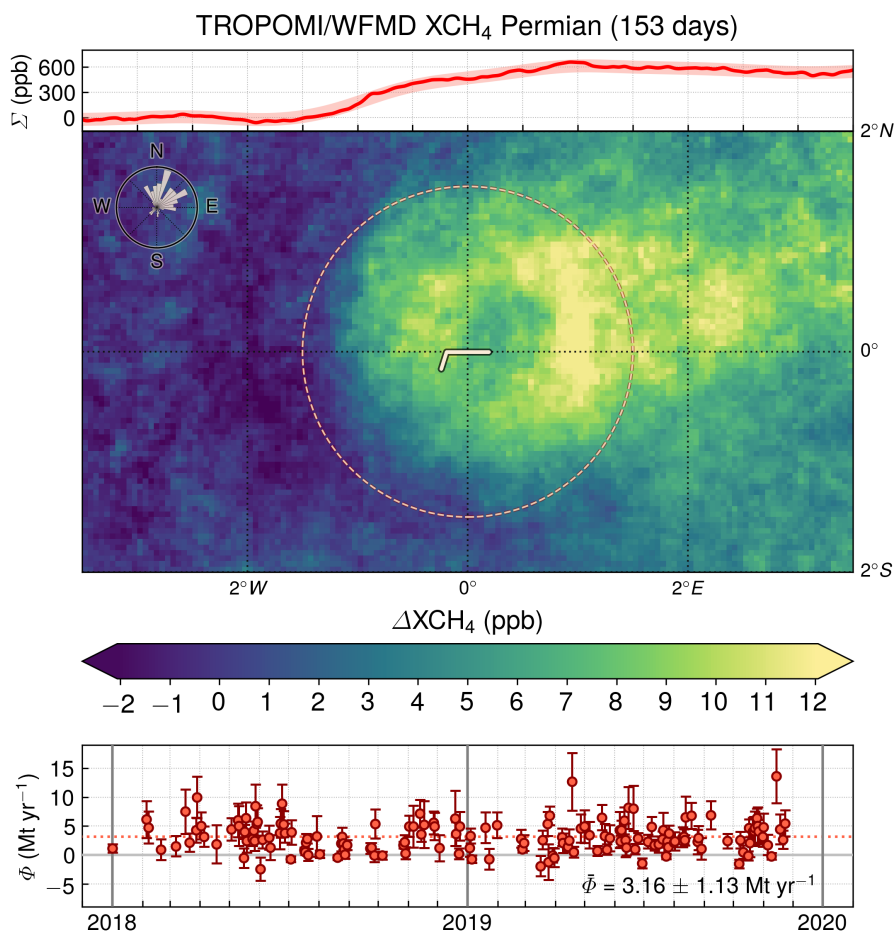 TROPOMI/WFMD XCH₄ Permian (153 days)
Σ (ppb)
600
300
0
2°N
N
W E
S
0°
2°S
2°W 0° 2°E
ΔXCH₄ (ppb)
−2 −1 0 1 2 3 4 5 6 7 8 9 10 11 12
Φ (Mt yr⁻¹)
15
10
5
0
−5
Φ̄ = 3.16 ± 1.13 Mt yr⁻¹
2018 2019 2020